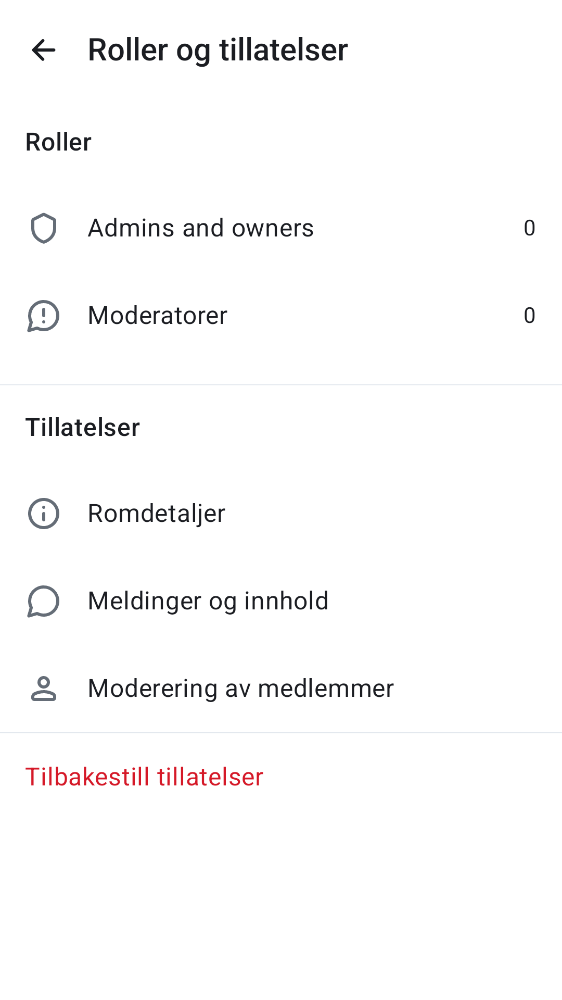 Roller og tillatelser
Roller
Admins and owners 0
Moderatorer 0
Tillatelser
Romdetaljer
Meldinger og innhold
Moderering av medlemmer
Tilbakestill tillatelser